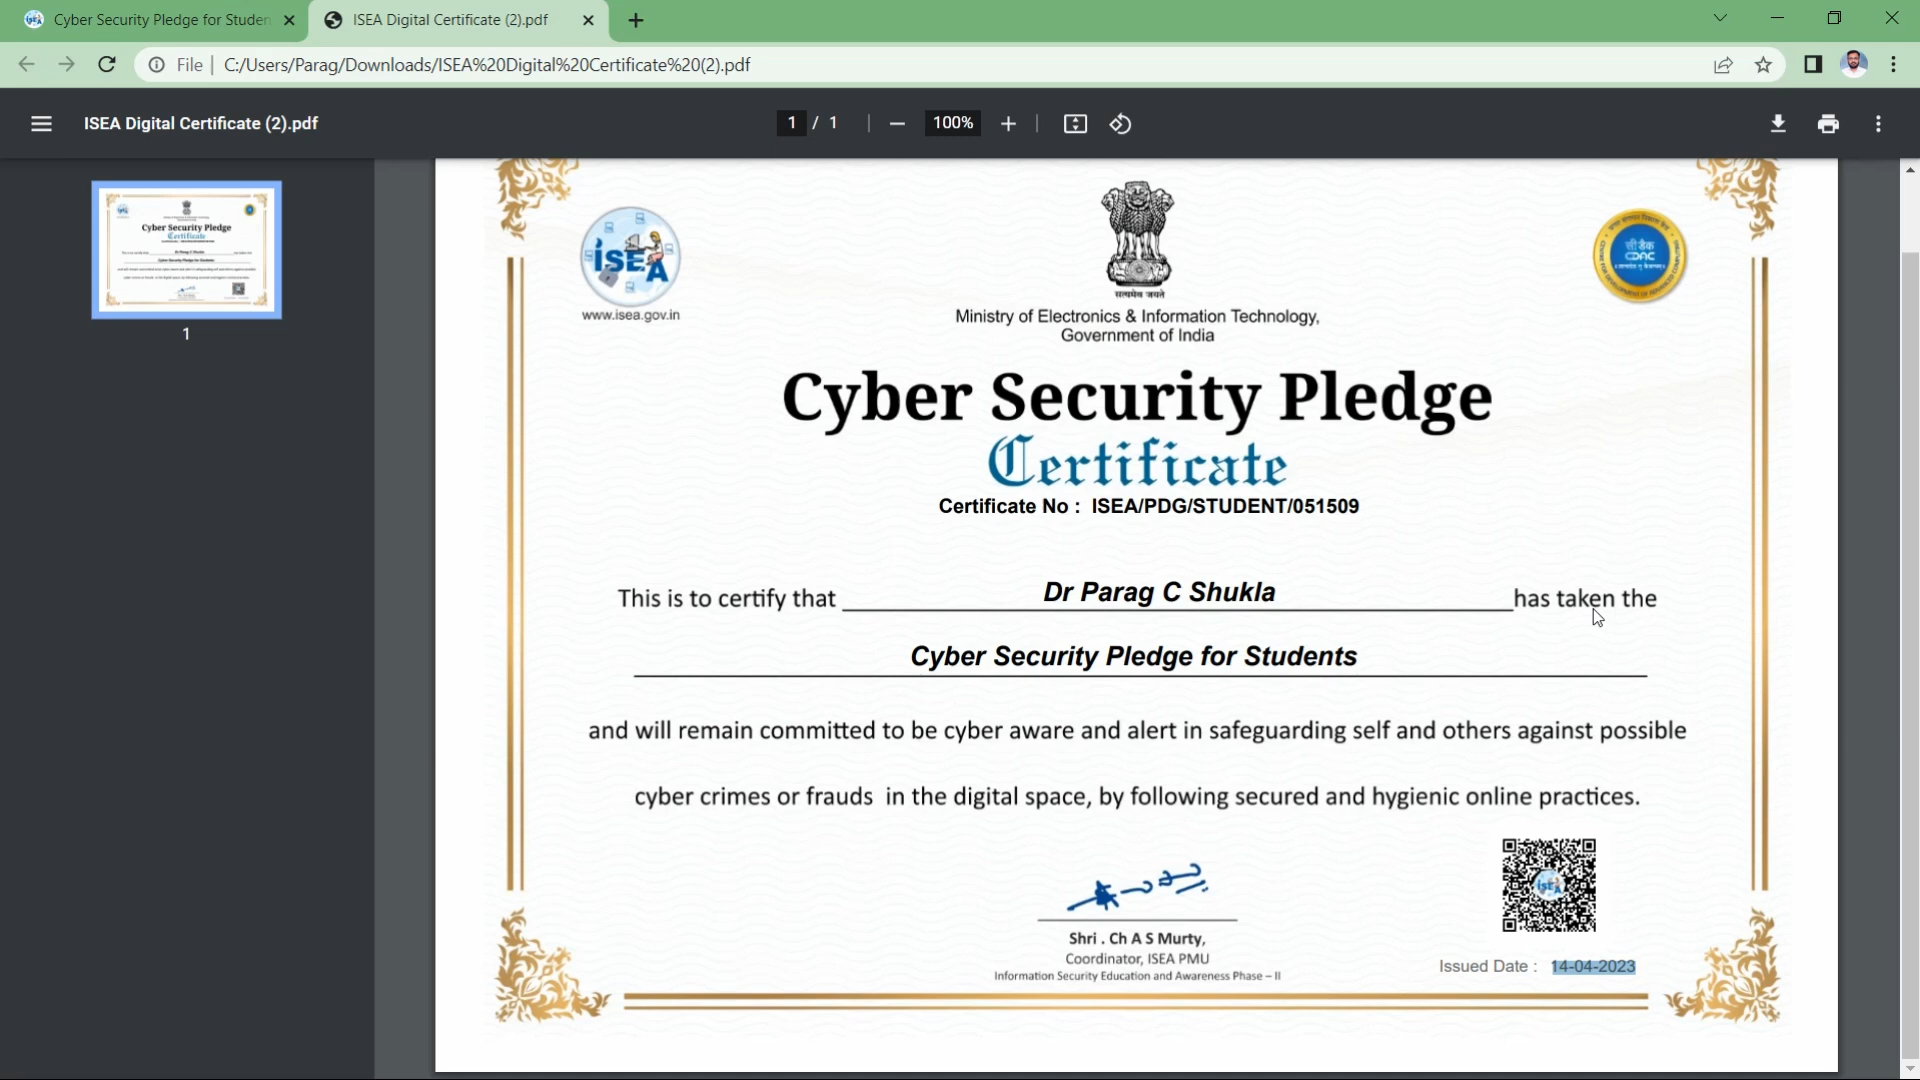 Cyber Security Pledge for Studen
ISEA Digital Certificate (2).pdf
File
C:/Users/Parag/Downloads/ISEA%20Digital%20Certificate%20(2).pdf
ISEA Digital Certificate (2).pdf
1 / 1
100%
1
ISEA
www.isea.gov.in
सत्यमेव जयते
Ministry of Electronics & Information Technology,
Government of India
सीडैक
CDAC
Cyber Security Pledge
Certificate
Certificate No : ISEA/PDG/STUDENT/051509
This is to certify that Dr Parag C Shukla has taken the
Cyber Security Pledge for Students
and will remain committed to be cyber aware and alert in safeguarding self and others against possible
cyber crimes or frauds in the digital space, by following secured and hygienic online practices.
Shri . Ch A S Murty,
Coordinator, ISEA PMU
Information Security Education and Awareness Phase – II
Issued Date : 14-04-2023